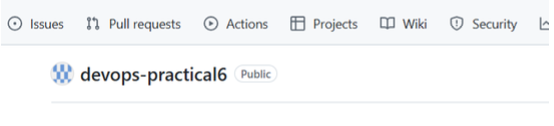 Issues Pull requests Actions Projects Wiki Security
devops-practical6 Public